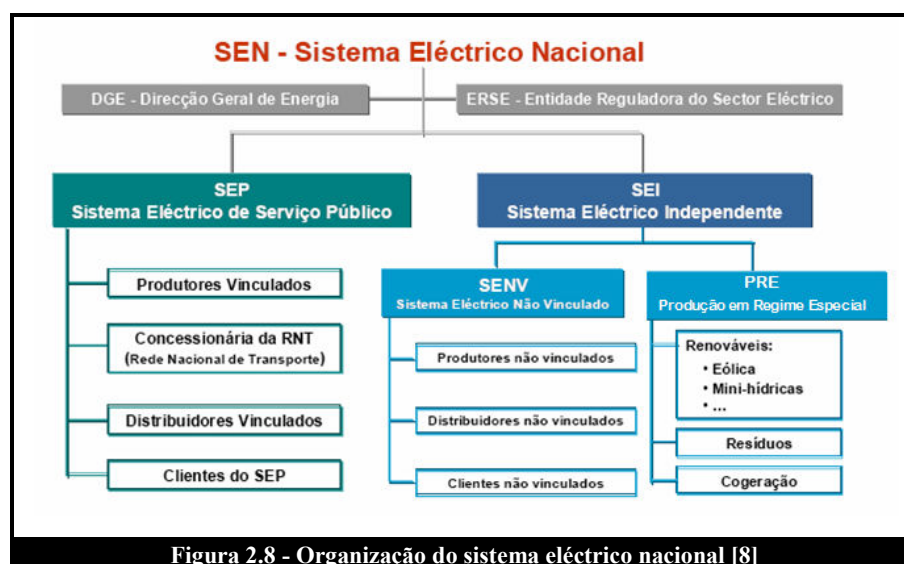 SEN - Sistema Eléctrico Nacional
DGE - Direcção Geral de Energia
ERSE - Entidade Reguladora do Sector Eléctrico
SEP
Sistema Eléctrico de Serviço Público
SEI
Sistema Eléctrico Independente
Produtores Vinculados
Concessionária da RNT
(Rede Nacional de Transporte)
Distribuidores Vinculados
Clientes do SEP
SENV
Sistema Eléctrico Não Vinculado
Produtores não vinculados
Distribuidores não vinculados
Clientes não vinculados
PRE
Produção em Regime Especial
Renováveis:
• Eólica
• Mini-hídricas
• ...
Resíduos
Cogeração
Figura 2.8 - Organização do sistema eléctrico nacional [8]